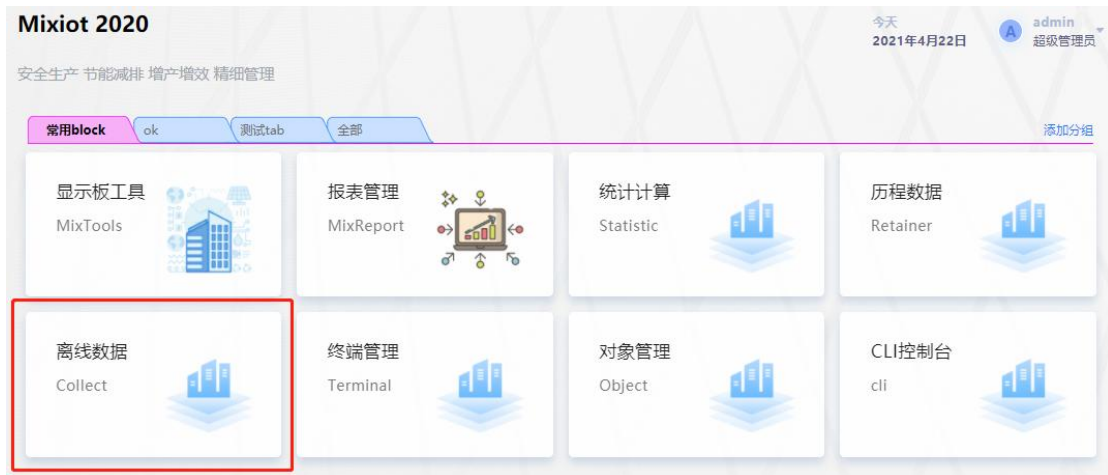 Mixiot 2020
今天
2021年4月22日
A
admin
超级管理员
安全生产 节能减排 增产增效 精细管理
常用block
ok
测试tab
全部
添加分组
显示板工具
MixTools
报表管理
MixReport
统计计算
Statistic
历程数据
Retainer
离线数据
Collect
终端管理
Terminal
对象管理
Object
CLI控制台
cli